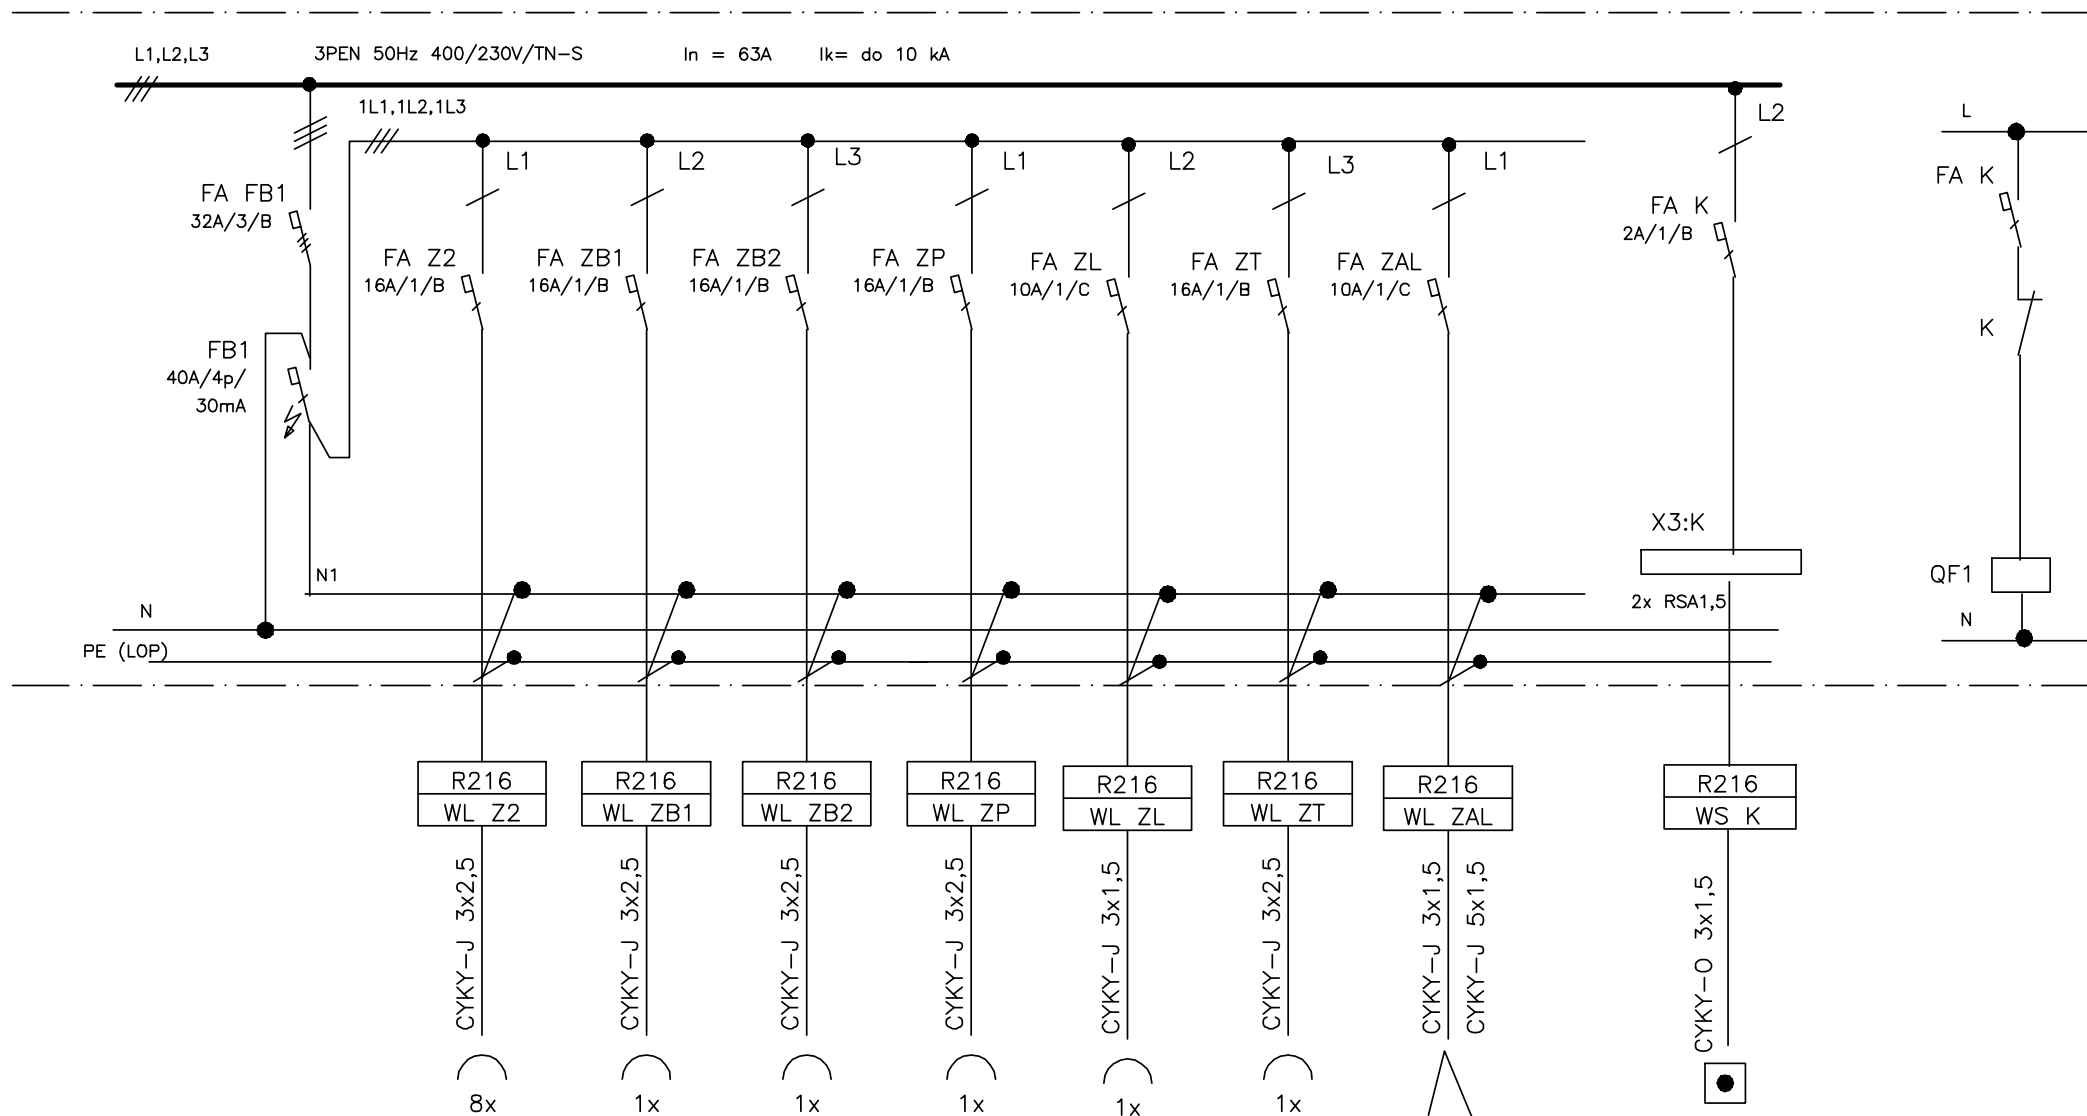 L1,L2,L3
3PEN 50Hz 400/230V/TN-S
In = 63A
Ik= do 10 kA
1L1,1L2,1L3
L2
L
L1
L2
L3
L1
L2
L3
L1
FA FB1
32A/3/B
FA K
2A/1/B
FA K
FA Z2
16A/1/B
FA ZB1
16A/1/B
FA ZB2
16A/1/B
FA ZP
16A/1/B
FA ZL
10A/1/C
FA ZT
16A/1/B
FA ZAL
10A/1/C
K
FB1
40A/4p/
30mA
X3:K
N1
QF1
2x RSA1,5
N
N
PE (LOP)
R216
WL Z2
R216
WL ZB1
R216
WL ZB2
R216
WL ZP
R216
WL ZL
R216
WL ZT
R216
WL ZAL
R216
WS K
CYKY-J 3x2,5
CYKY-J 3x2,5
CYKY-J 3x2,5
CYKY-J 3x2,5
CYKY-J 3x1,5
CYKY-J 3x2,5
CYKY-J 3x1,5
CYKY-J 5x1,5
CYKY-O 3x1,5
8x
1x
1x
1x
1x
1x